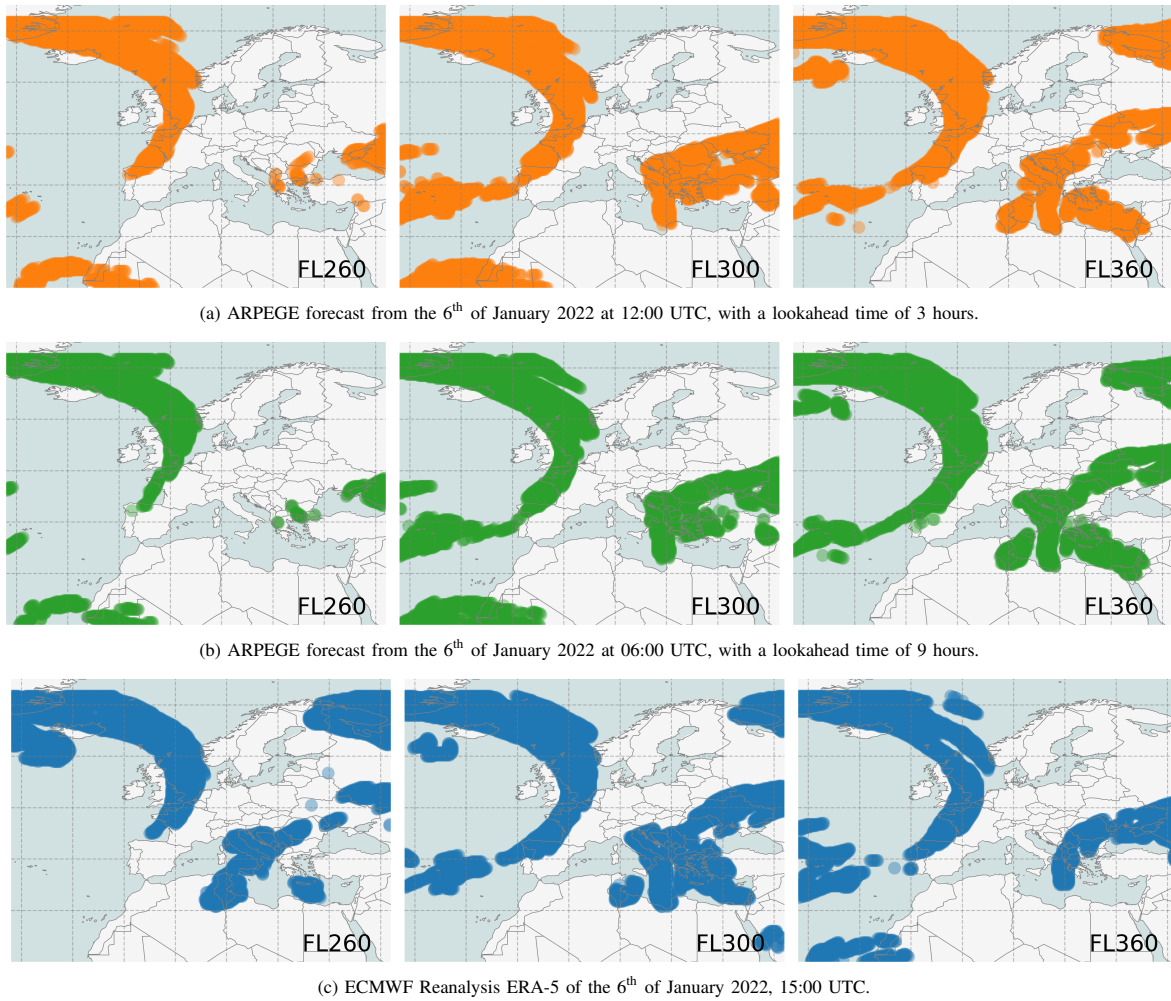 FL260 FL300 FL360
(a) ARPEGE forecast from the 6th of January 2022 at 12:00 UTC, with a lookahead time of 3 hours.
FL260 FL300 FL360
(b) ARPEGE forecast from the 6th of January 2022 at 06:00 UTC, with a lookahead time of 9 hours.
FL260 FL300 FL360
(c) ECMWF Reanalysis ERA-5 of the 6th of January 2022, 15:00 UTC.